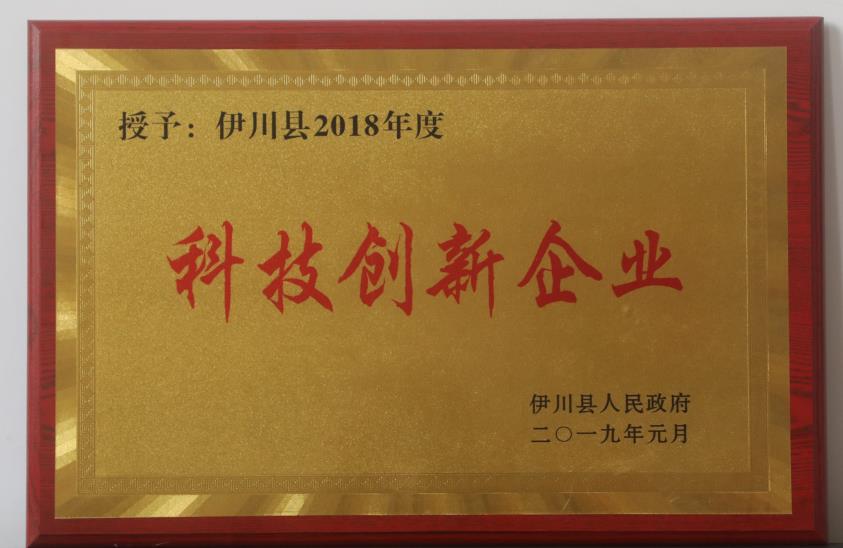 授予：伊川县2018年度
科技创新企业
伊川县人民政府
二〇一九年元月